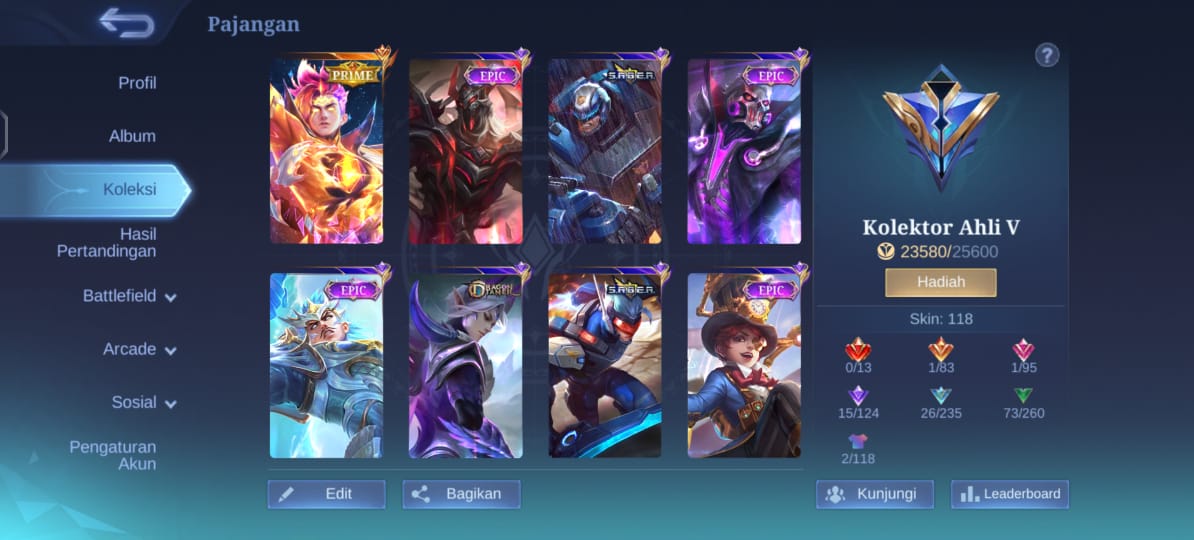 Pajangan
Profil
Album
Koleksi
Hasil
Pertandingan
Battlefield
Arcade
Sosial
Pengaturan
Akun
PRIME
EPIC
S.A.B.E.R.
EPIC
EPIC
DRAGON
TAMER
S.A.B.E.R.
EPIC
Edit
Bagikan
?
Kolektor Ahli V
23580/25600
Hadiah
Skin: 118
0/13
1/83
1/95
15/124
26/235
73/260
2/118
Kunjungi
Leaderboard